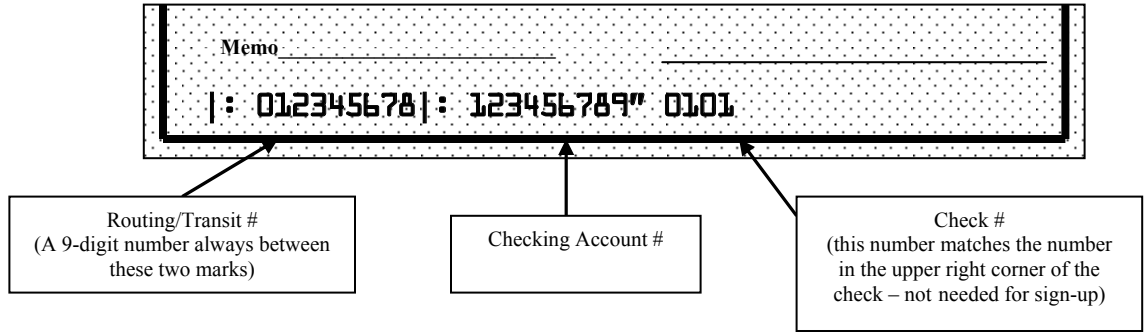 Memo
|: 012345678|: 123456789" 0101
Routing/Transit #
(A 9-digit number always between
these two marks)
Checking Account #
Check #
(this number matches the number
in the upper right corner of the
check – not needed for sign-up)